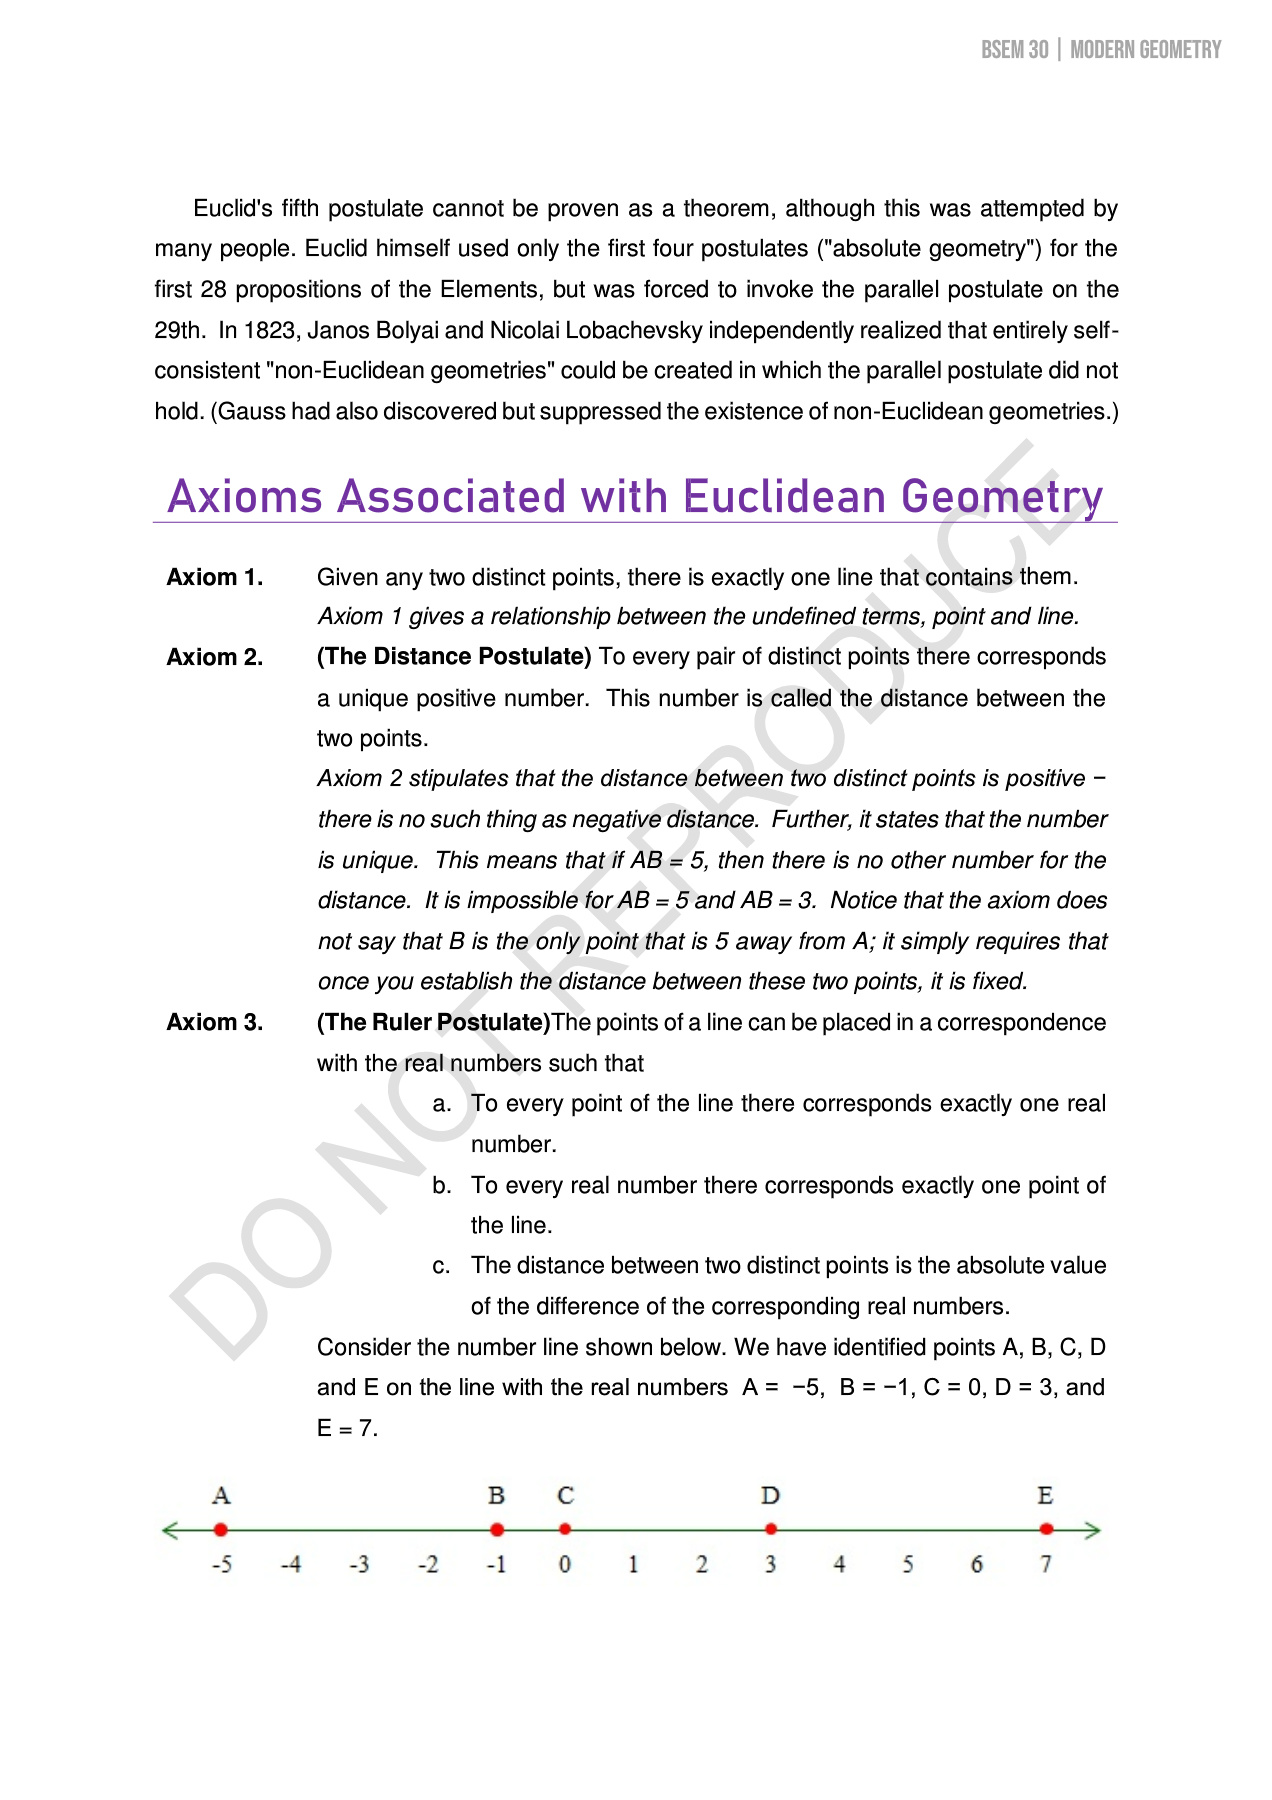 BSEM 30 | MODERN GEOMETRY
Euclid's fifth postulate cannot be proven as a theorem, although this was attempted by
many people. Euclid himself used only the first four postulates ("absolute geometry") for the
first 28 propositions of the Elements, but was forced to invoke the parallel postulate on the
29th. In 1823, Janos Bolyai and Nicolai Lobachevsky independently realized that entirely self-
consistent "non-Euclidean geometries" could be created in which the parallel postulate did not
hold. (Gauss had also discovered but suppressed the existence of non-Euclidean geometries.)
Axioms Associated with Euclidean Geometry
Axiom 1. Given any two distinct points, there is exactly one line that contains them.
Axiom 1 gives a relationship between the undefined terms, point and line.
Axiom 2. (The Distance Postulate) To every pair of distinct points there corresponds
a unique positive number. This number is called the distance between the
two points.
Axiom 2 stipulates that the distance between two distinct points is positive −
there is no such thing as negative distance. Further, it states that the number
is unique. This means that if AB = 5, then there is no other number for the
distance. It is impossible for AB = 5 and AB = 3. Notice that the axiom does
not say that B is the only point that is 5 away from A; it simply requires that
once you establish the distance between these two points, it is fixed.
Axiom 3. (The Ruler Postulate)The points of a line can be placed in a correspondence
with the real numbers such that
a. To every point of the line there corresponds exactly one real
number.
b. To every real number there corresponds exactly one point of
the line.
c. The distance between two distinct points is the absolute value
of the difference of the corresponding real numbers.
Consider the number line shown below. We have identified points A, B, C, D
and E on the line with the real numbers A = −5, B = −1, C = 0, D = 3, and
E = 7.
A B C D E
-5 -4 -3 -2 -1 0 1 2 3 4 5 6 7
DO NOT REPRODUCE